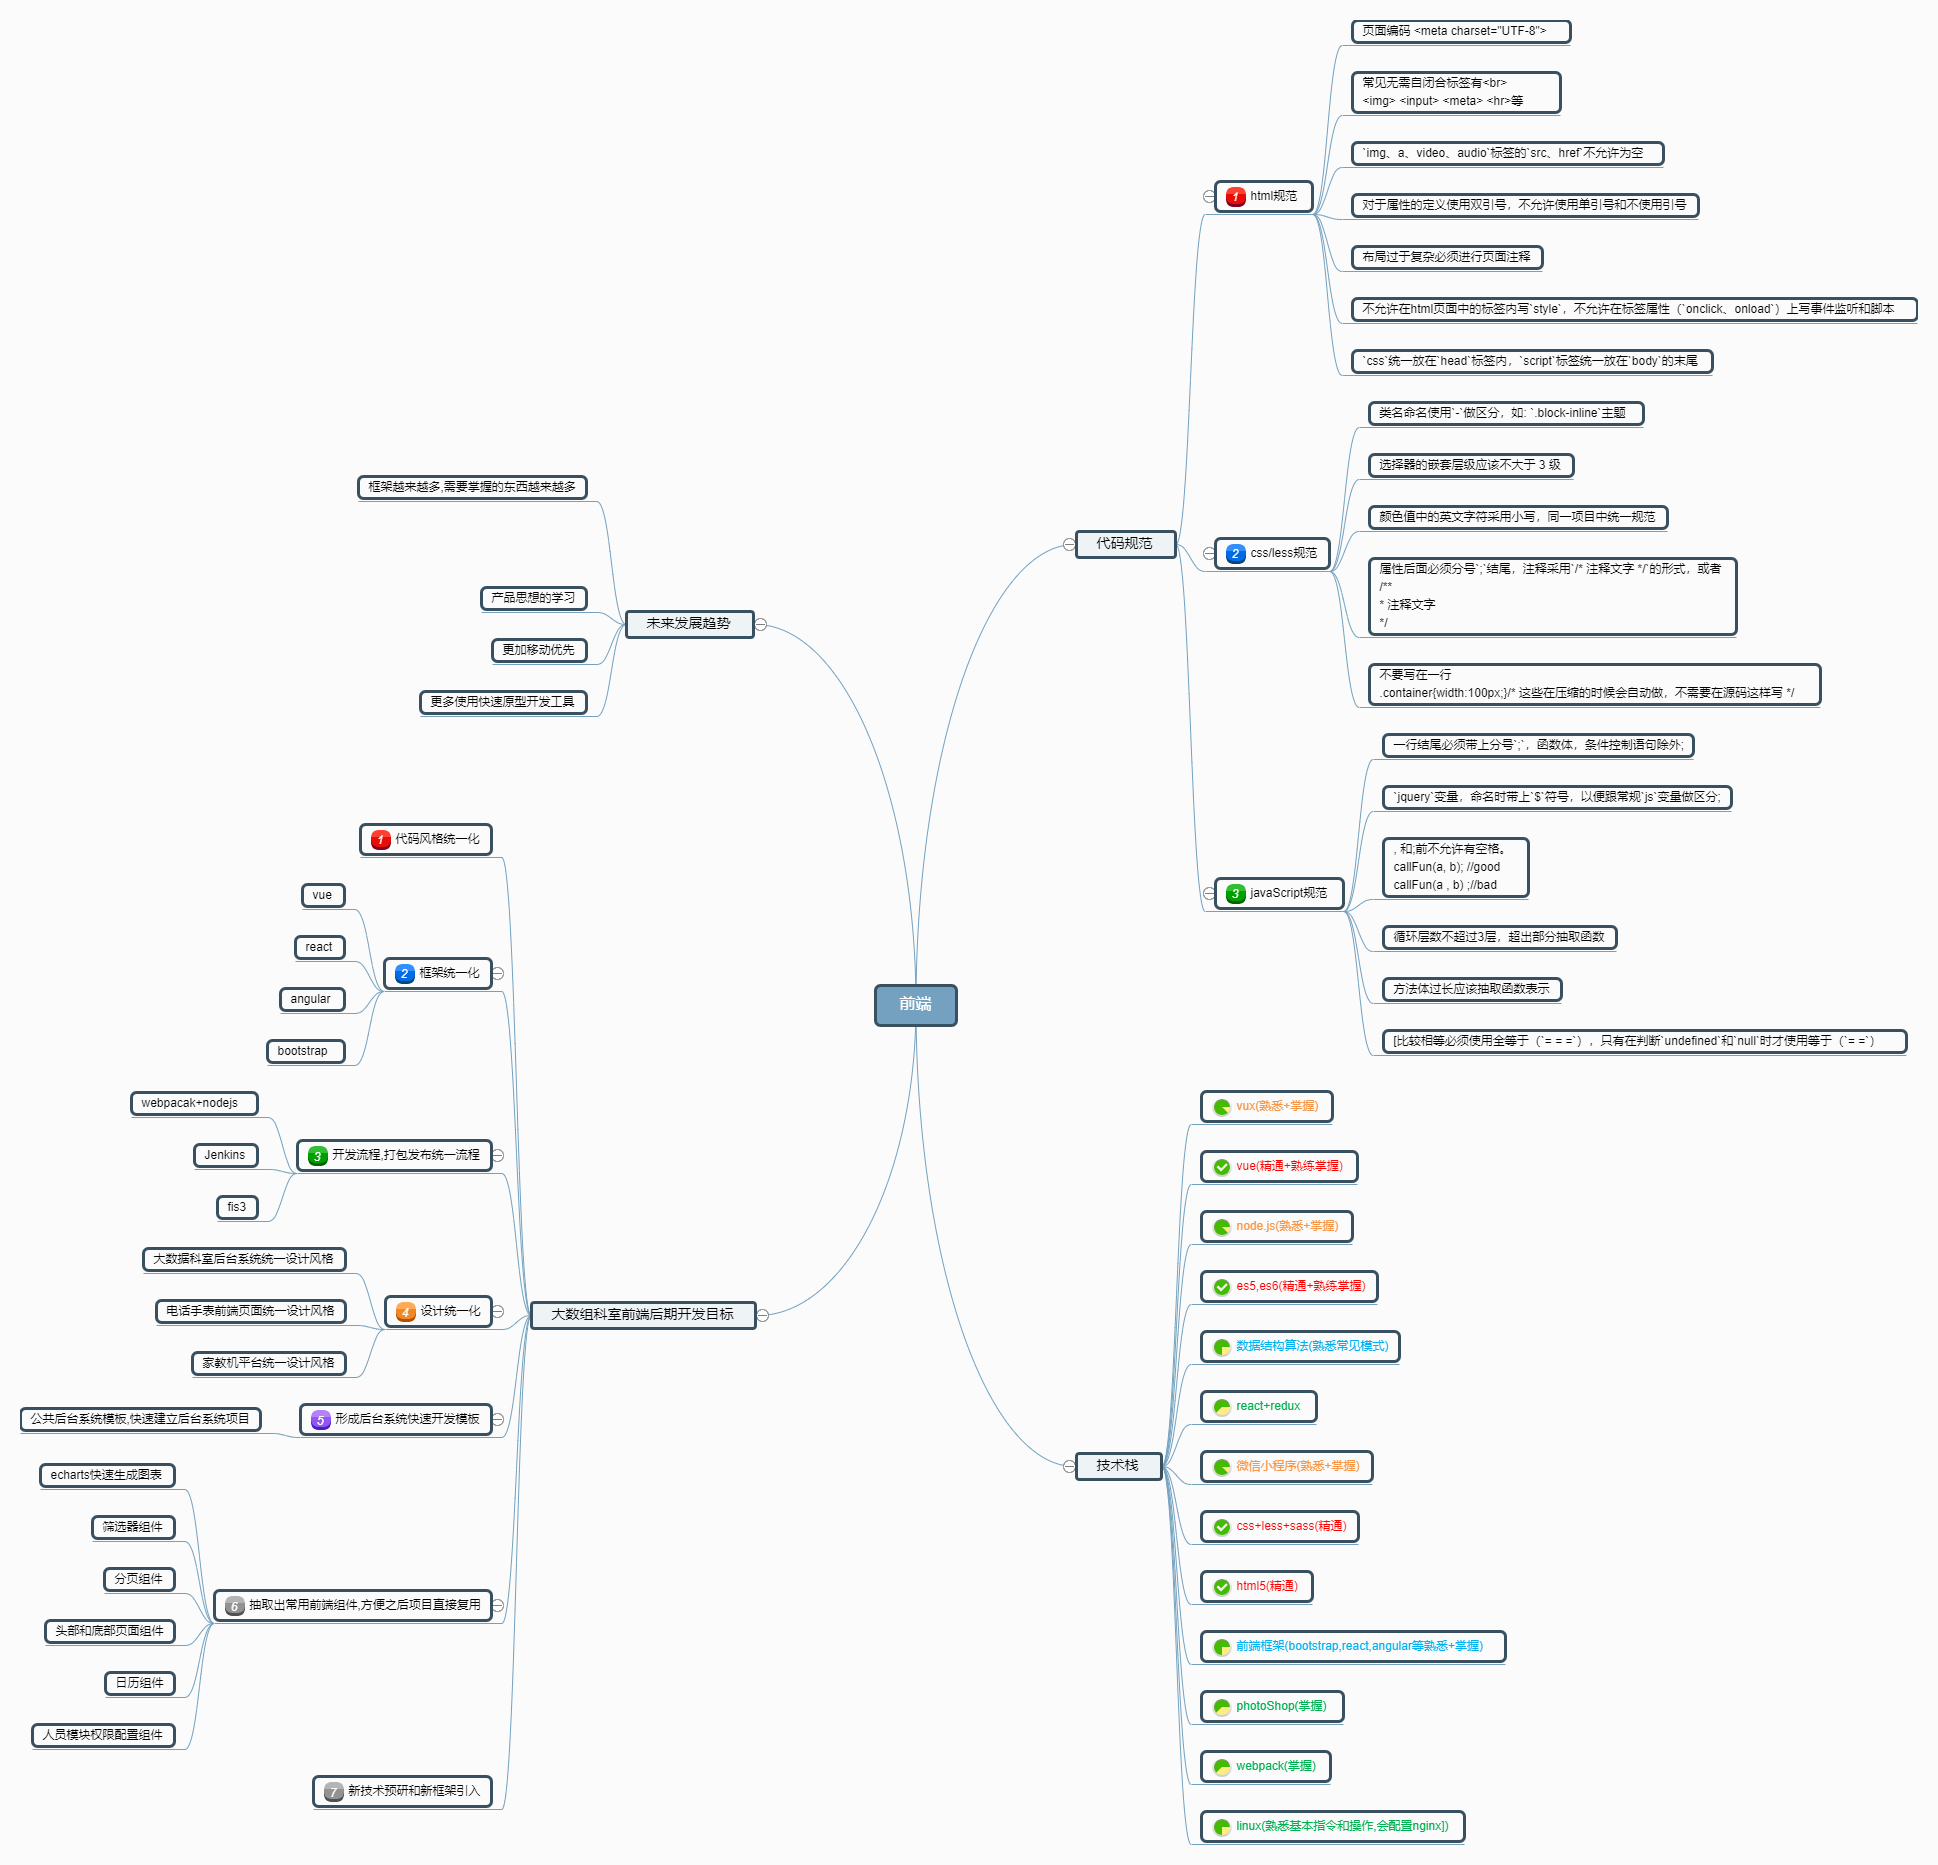 前端
代码规范
1 html规范
页面编码 <meta charset="UTF-8">
常见无需自闭合标签有<br>
<img> <input> <meta> <hr>等
`img、a、video、audio`标签的`src、href`不允许为空
对于属性的定义使用双引号，不允许使用单引号和不使用引号
布局过于复杂必须进行页面注释
不允许在html页面中的标签内写`style`，不允许在标签属性（`onclick、onload`）上写事件监听和脚本
`css`统一放在`head`标签内，`script`标签统一放在`body`的末尾
2 css/less规范
类名命名使用`-`做区分，如: `.block-inline`主题
选择器的嵌套层级应该不大于 3 级
颜色值中的英文字符采用小写，同一项目中统一规范
属性后面必须分号`;`结尾，注释采用`/* 注释文字 */`的形式，或者
/**
* 注释文字
*/
不要写在一行
.container{width:100px;}/* 这些在压缩的时候会自动做，不需要在源码这样写 */
3 javaScript规范
一行结尾必须带上分号`;`，函数体，条件控制语句除外;
`jquery`变量，命名时带上`$`符号，以便跟常规`js`变量做区分;
, 和;前不允许有空格。
callFun(a, b); //good
callFun(a , b) ;//bad
循环层数不超过3层，超出部分抽取函数
方法体过长应该抽取函数表示
[比较相等必须使用全等于（`= = =`），只有在判断`undefined`和`null`时才使用等于（`= =`）
技术栈
vux(熟悉+掌握)
vue(精通+熟练掌握)
node.js(熟悉+掌握)
es5,es6(精通+熟练掌握)
数据结构算法(熟悉常见模式)
react+redux
微信小程序(熟悉+掌握)
css+less+sass(精通)
html5(精通)
前端框架(bootstrap,react,angular等熟悉+掌握)
photoShop(掌握)
webpack(掌握)
linux(熟悉基本指令和操作,会配置nginx])
未来发展趋势
框架越来越多,需要掌握的东西越来越多
产品思想的学习
更加移动优先
更多使用快速原型开发工具
大数组科室前端后期开发目标
1 代码风格统一化
2 框架统一化
vue
react
angular
bootstrap
3 开发流程,打包发布统一流程
webpacak+nodejs
Jenkins
fis3
4 设计统一化
大数据科室后台系统统一设计风格
电话手表前端页面统一设计风格
家教机平台统一设计风格
5 形成后台系统快速开发模板
公共后台系统模板,快速建立后台系统项目
6 抽取出常用前端组件,方便之后项目直接复用
echarts快速生成图表
筛选器组件
分页组件
头部和底部页面组件
日历组件
人员模块权限配置组件
7 新技术预研和新框架引入